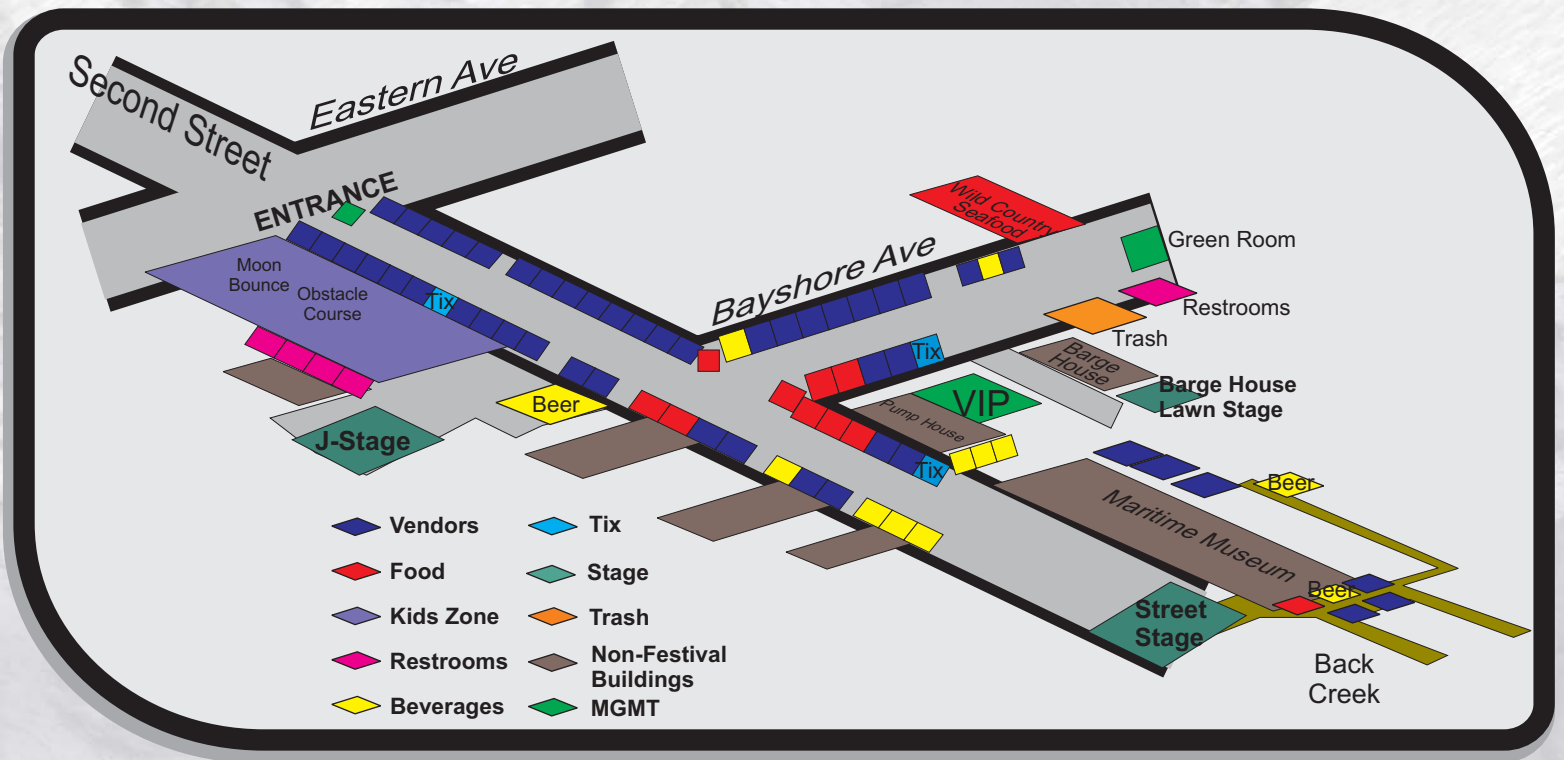 Second Street
Eastern Ave
ENTRANCE
Moon
Bounce
Obstacle
Course
Tix
Bayshore Ave
Wild Country
Seafood
Green Room
Restrooms
Trash
Tix
Barge
House
Barge House
Lawn Stage
VIP
Pump House
Beer
J-Stage
Tix
Beer
Maritime Museum
Beer
Street
Stage
Back
Creek
Vendors
Food
Kids Zone
Restrooms
Beverages
Tix
Stage
Trash
Non-Festival
Buildings
MGMT